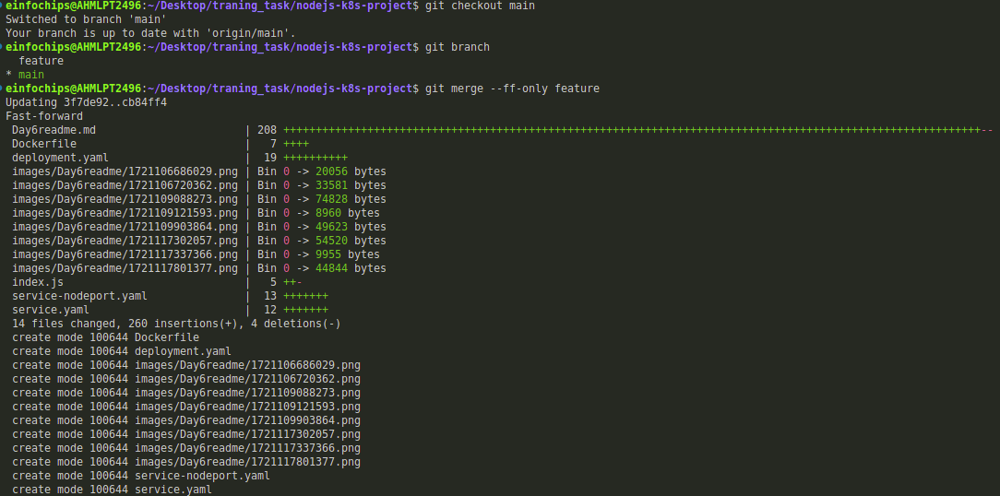 einfochips@AHMLPT2496:~/Desktop/traning_task/nodejs-k8s-project$ git checkout main
Switched to branch 'main'
Your branch is up to date with 'origin/main'.
einfochips@AHMLPT2496:~/Desktop/traning_task/nodejs-k8s-project$ git branch
  feature
* main
einfochips@AHMLPT2496:~/Desktop/traning_task/nodejs-k8s-project$ git merge --ff-only feature
Updating 3f7de92..cb84ff4
Fast-forward
 Day6readme.md                       | 208 ++++++++++++++++++++++++++++++++++++++++++++++++++++++++++++++++++++++++++++++++++++++++++++++++++++++++++++--
 Dockerfile                          |   7 ++++
 deployment.yaml                     |  19 ++++++++++
 images/Day6readme/1721106686029.png | Bin 0 -> 20056 bytes
 images/Day6readme/1721106720362.png | Bin 0 -> 33581 bytes
 images/Day6readme/1721109088273.png | Bin 0 -> 74828 bytes
 images/Day6readme/1721109121593.png | Bin 0 -> 8960 bytes
 images/Day6readme/1721109903864.png | Bin 0 -> 49623 bytes
 images/Day6readme/1721117302057.png | Bin 0 -> 54520 bytes
 images/Day6readme/1721117337366.png | Bin 0 -> 9955 bytes
 images/Day6readme/1721117801377.png | Bin 0 -> 44844 bytes
 index.js                            |   5 ++-
 service-nodeport.yaml               |  13 +++++++
 service.yaml                        |  12 +++++++
 14 files changed, 260 insertions(+), 4 deletions(-)
 create mode 100644 Dockerfile
 create mode 100644 deployment.yaml
 create mode 100644 images/Day6readme/1721106686029.png
 create mode 100644 images/Day6readme/1721106720362.png
 create mode 100644 images/Day6readme/1721109088273.png
 create mode 100644 images/Day6readme/1721109121593.png
 create mode 100644 images/Day6readme/1721109903864.png
 create mode 100644 images/Day6readme/1721117302057.png
 create mode 100644 images/Day6readme/1721117337366.png
 create mode 100644 images/Day6readme/1721117801377.png
 create mode 100644 service-nodeport.yaml
 create mode 100644 service.yaml